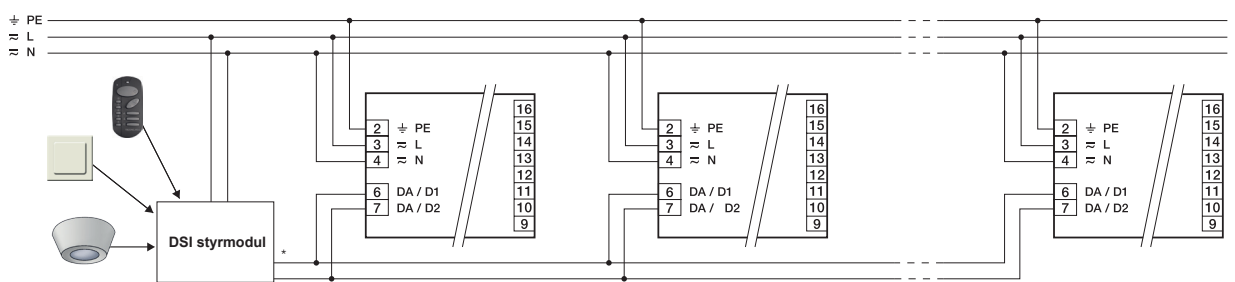 ⏚ PE
≂ L
≂ N
16
15
14
13
12
11
10
9
2 ⏚ PE
3 ≂ L
4 ≂ N
6 DA / D1
7 DA / D2
16
15
14
13
12
11
10
9
2 ⏚ PE
3 ≂ L
4 ≂ N
6 DA / D1
7 DA / D2
16
15
14
13
12
11
10
9
2 ⏚ PE
3 ≂ L
4 ≂ N
6 DA / D1
7 DA / D2
DSI styrmodul *